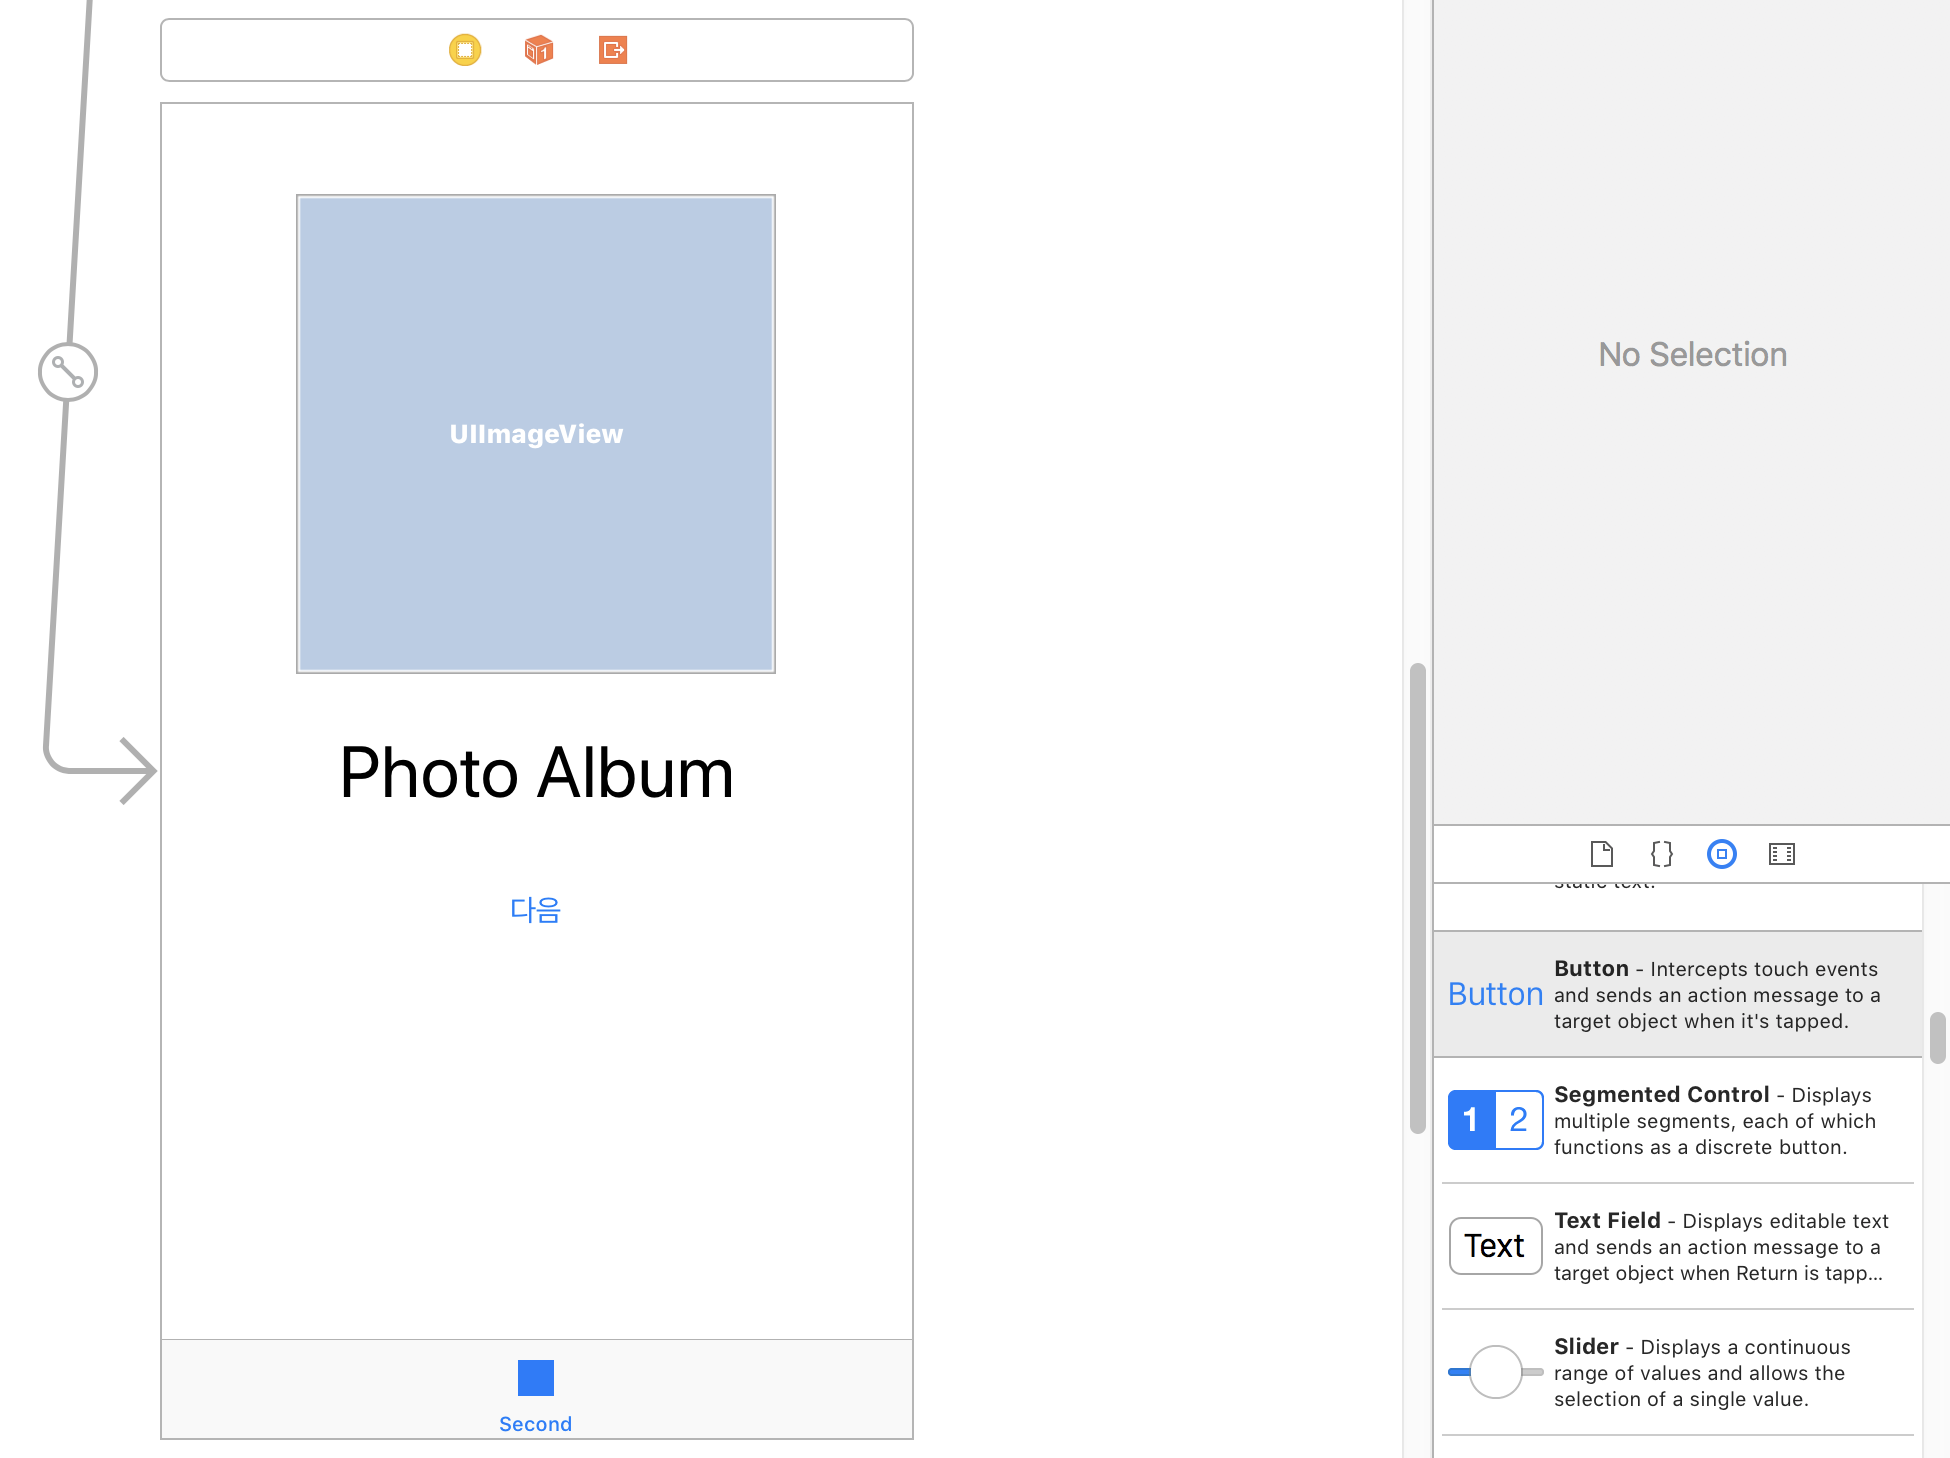 1
UIImageView
Photo Album
다음
Second
No Selection
static text.
Button
Button - Intercepts touch events
and sends an action message to a
target object when it's tapped.
1 2
Segmented Control - Displays
multiple segments, each of which
functions as a discrete button.
Text
Text Field - Displays editable text
and sends an action message to a
target object when Return is tapp...
Slider - Displays a continuous
range of values and allows the
selection of a single value.